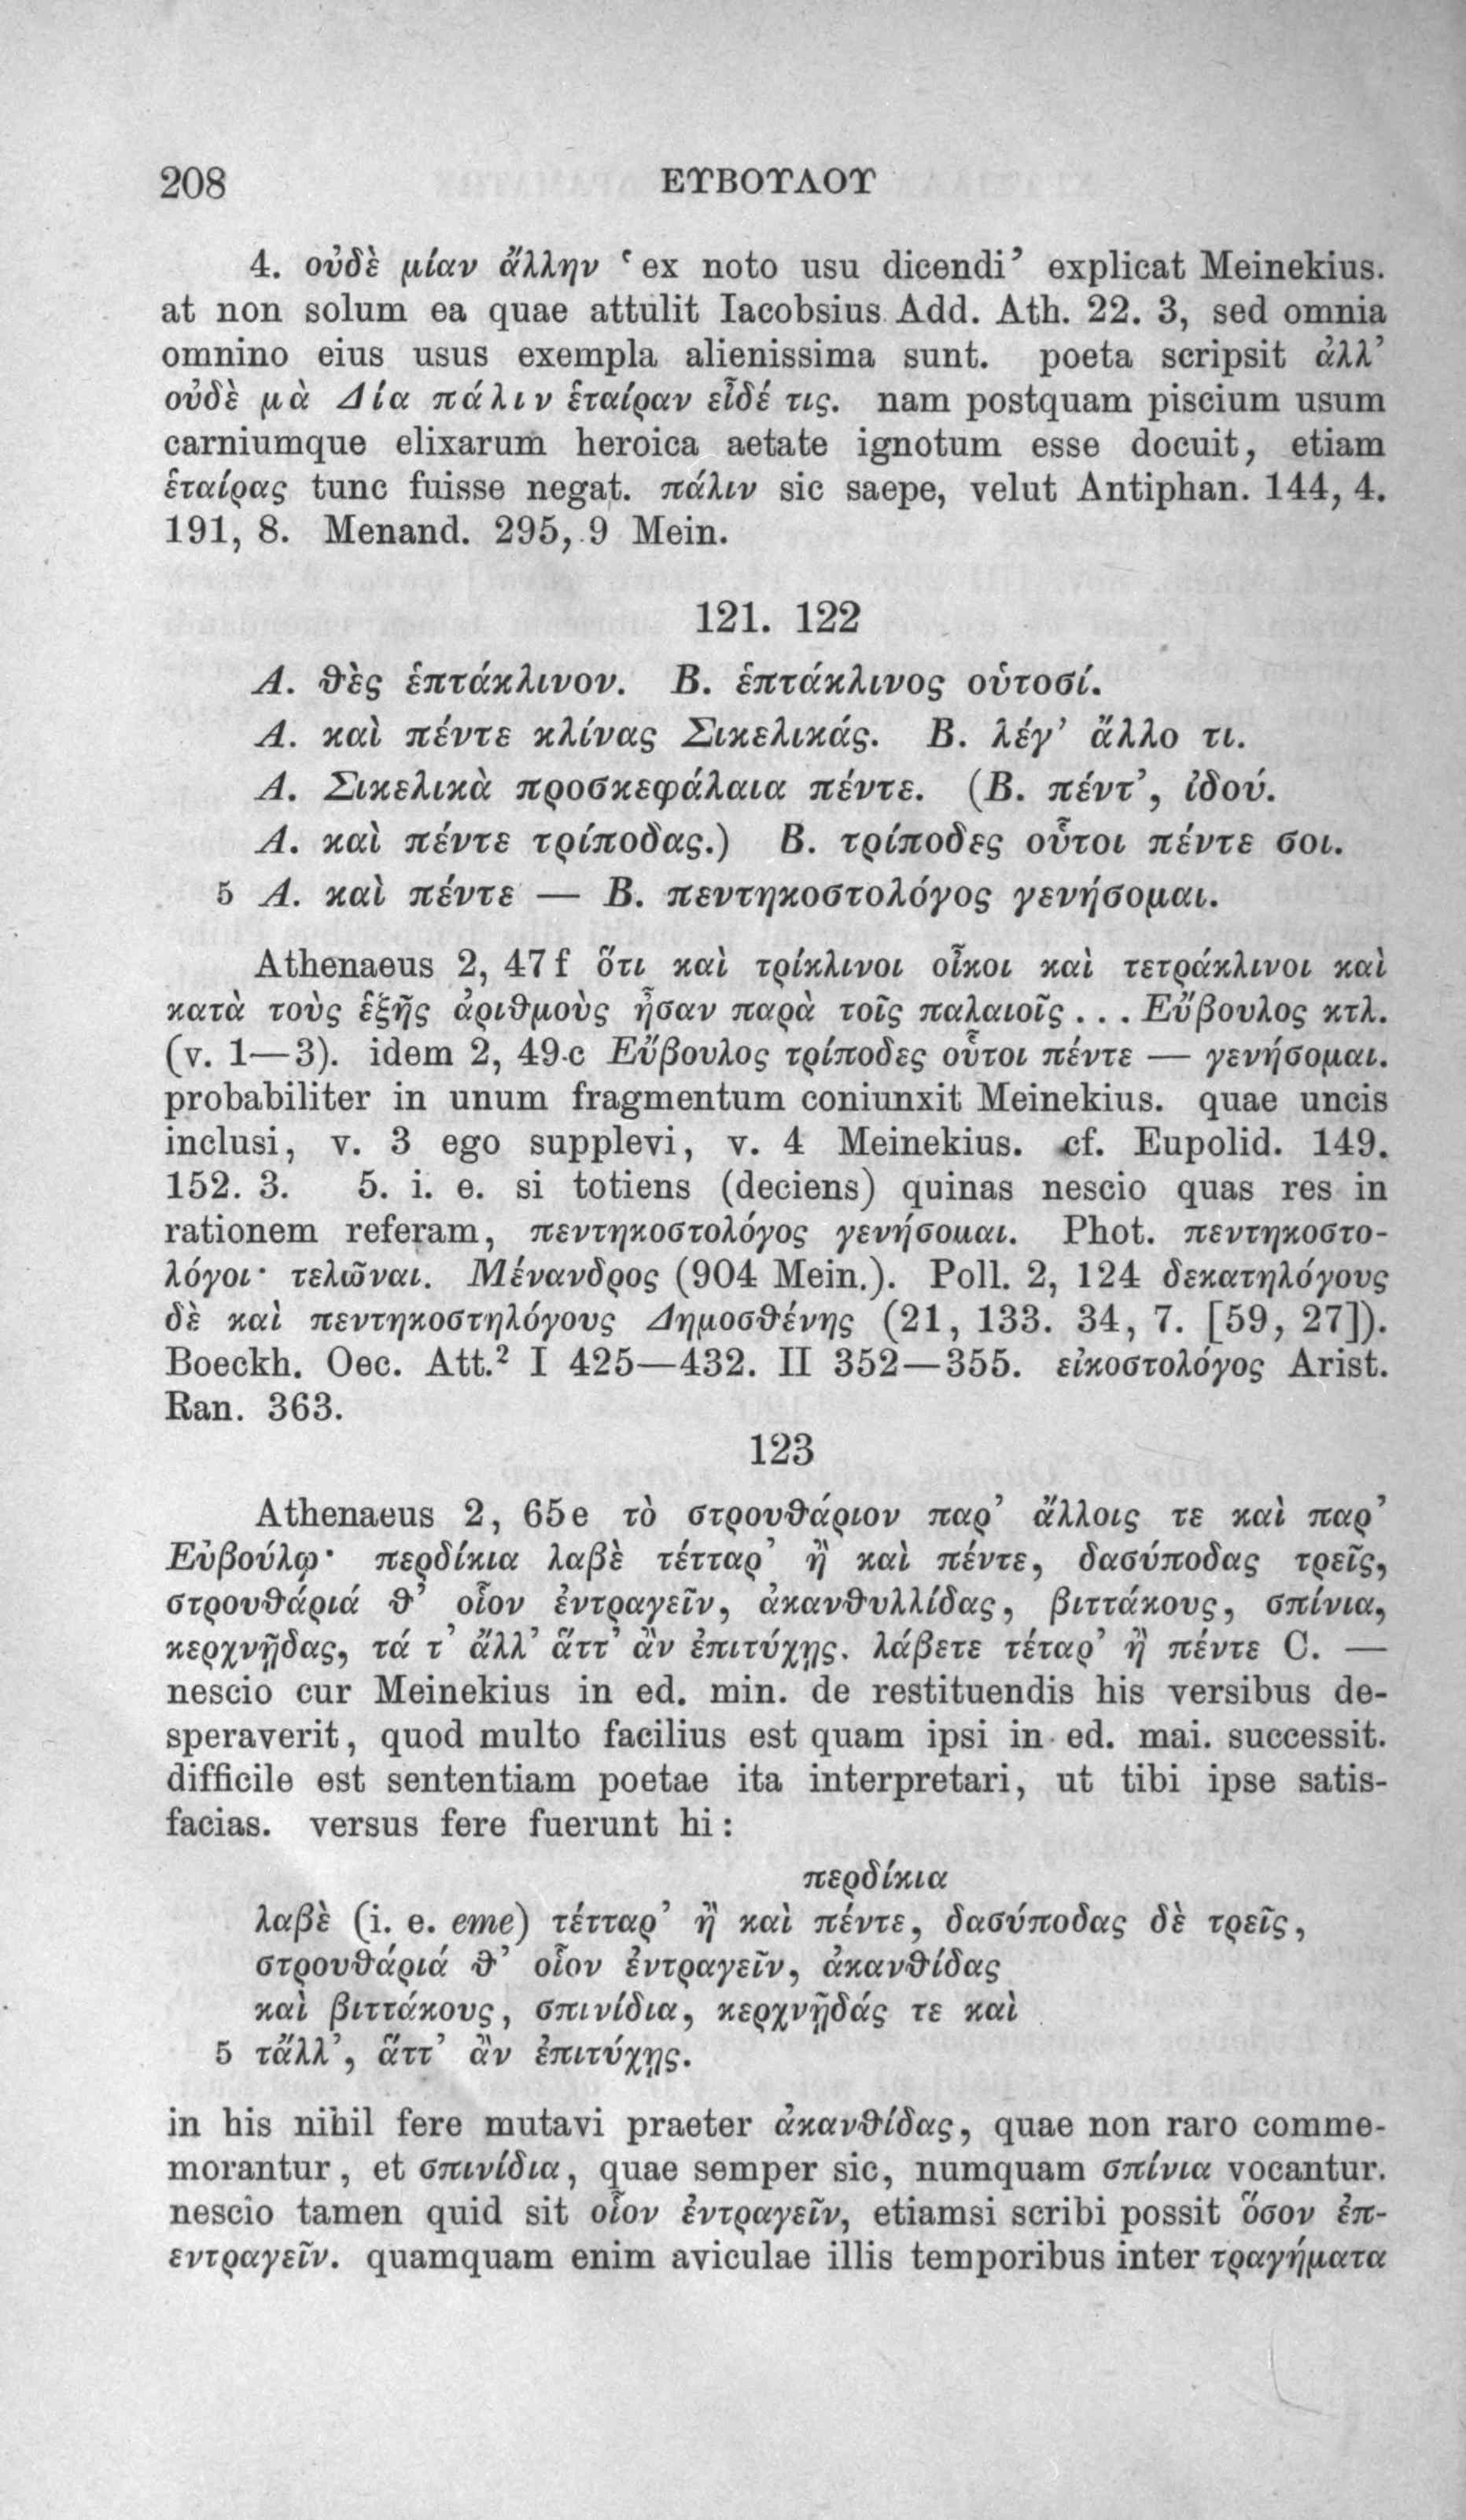 208 ΕΥΒΟΥΛΟΥ
4. οὐδὲ μίαν ἄλλην ‘ex noto usu dicendi’ explicat Meinekius.
at non solum ea quae attulit Iacobsius Add. Ath. 22. 3, sed omnia
omnino eius usus exempla alienissima sunt. poeta scripsit ἀλλ’
οὐδὲ μὰ Δία πάλιν ἑταίραν εἶδέ τις. nam postquam piscium usum
carniumque elixarum heroica aetate ignotum esse docuit, etiam
ἑταίρας tunc fuisse negat. πάλιν sic saepe, velut Antiphan. 144, 4.
191, 8. Menand. 295, 9 Mein.
121. 122
Α. θὲς ἑπτάκλινον. Β. ἑπτάκλινος οὑτοσί.
Α. καὶ πέντε κλίνας Σικελικάς. Β. λέγ’ ἄλλο τι.
Α. Σικελικὰ προσκεφάλαια πέντε. (Β. πέντ’, ἰδού.
Α. καὶ πέντε τρίποδας.) Β. τρίποδες οὗτοι πέντε σοι.
5 Α. καὶ πέντε — Β. πεντηκοστολόγος γενήσομαι.
Athenaeus 2, 47 f ὅτι καὶ τρίκλινοι οἶκοι καὶ τετράκλινοι καὶ
κατὰ τοὺς ἑξῆς ἀριθμοὺς ἦσαν παρὰ τοῖς παλαιοῖς . . . Εὔβουλος κτλ.
(v. 1—3). idem 2, 49 c Εὔβουλος τρίποδες οὗτοι πέντε — γενήσομαι.
probabiliter in unum fragmentum coniunxit Meinekius. quae uncis
inclusi, v. 3 ego supplevi, v. 4 Meinekius. cf. Eupolid. 149.
152. 3. 5. i. e. si totiens (deciens) quinas nescio quas res in
rationem referam, πεντηκοστολόγος γενήσομαι. Phot. πεντηκοστο-
λόγοι· τελῶναι. Μένανδρος (904 Mein.). Poll. 2, 124 δεκατηλόγους
δὲ καὶ πεντηκοστηλόγους Δημοσθένης (21, 133. 34, 7. [59, 27]).
Boeckh. Oec. Att.² I 425—432. II 352—355. εἰκοστολόγος Arist.
Ran. 363.
123
Athenaeus 2, 65 e τὸ στρουθάριον παρ’ ἄλλοις τε καὶ παρ’
Εὐβούλῳ· περδίκια λαβὲ τέτταρ’ ἢ καὶ πέντε, δασύποδας τρεῖς,
στρουθάριά θ’ οἷον ἐντραγεῖν, ἀκανθυλλίδας, βιττάκους, σπίνια,
κερχνῇδας, τά τ’ ἄλλ’ ἅττ’ ἂν ἐπιτύχῃς. λάβετε τέταρ’ ἢ πέντε C. —
nescio cur Meinekius in ed. min. de restituendis his versibus de-
speraverit, quod multo facilius est quam ipsi in ed. mai. successit.
difficile est sententiam poetae ita interpretari, ut tibi ipse satis-
facias. versus fere fuerunt hi:
περδίκια
λαβὲ (i. e. eme) τέτταρ’ ἢ καὶ πέντε, δασύποδας δὲ τρεῖς,
στρουθάριά θ’ οἷον ἐντραγεῖν, ἀκανθίδας
καὶ βιττάκους, σπινίδια, κερχνῇδάς τε καὶ
5 τἄλλ’, ἅττ’ ἂν ἐπιτύχῃς.
in his nihil fere mutavi praeter ἀκανθίδας, quae non raro comme-
morantur, et σπινίδια, quae semper sic, numquam σπίνια vocantur.
nescio tamen quid sit οἷον ἐντραγεῖν, etiamsi scribi possit ὅσον ἐπ-
εντραγεῖν. quamquam enim aviculae illis temporibus inter τραγήματα